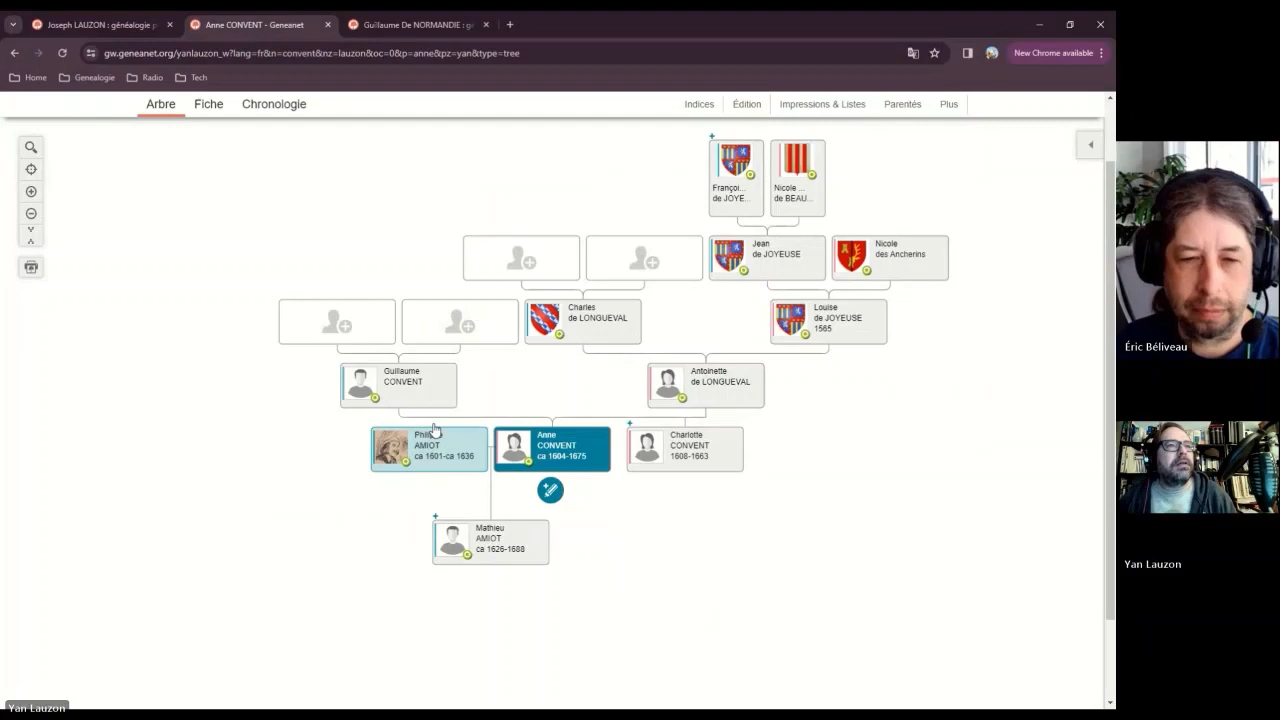 Joseph LAUZON : généalogie p
Anne CONVENT - Geneanet
Guillaume De NORMANDIE : gé
gw.geneanet.org/yanlauzon_w?lang=fr&n=convent&nz=lauzon&toc=0&p=anne&pz=yan&type=tree
New Chrome available
Home
Genealogie
Radio
Tech
Arbre
Fiche
Chronologie
Indices
Édition
Impressions & Listes
Parentés
Plus
Françoi...
de JOYE...
Nicole ...
de BEAU...
Jean
de JOYEUSE
Nicole
des Ancherins
Charles
de LONGUEVAL
Louise
de JOYEUSE
1565
Guillaume
CONVENT
Antoinette
de LONGUEVAL
AMIOT
ca 1601-ca 1636
Anne
CONVENT
ca 1604-1675
Charlotte
CONVENT
1608-1663
Mathieu
AMIOT
ca 1626-1688
Éric Béliveau
Yan Lauzon
Yan Lauzon